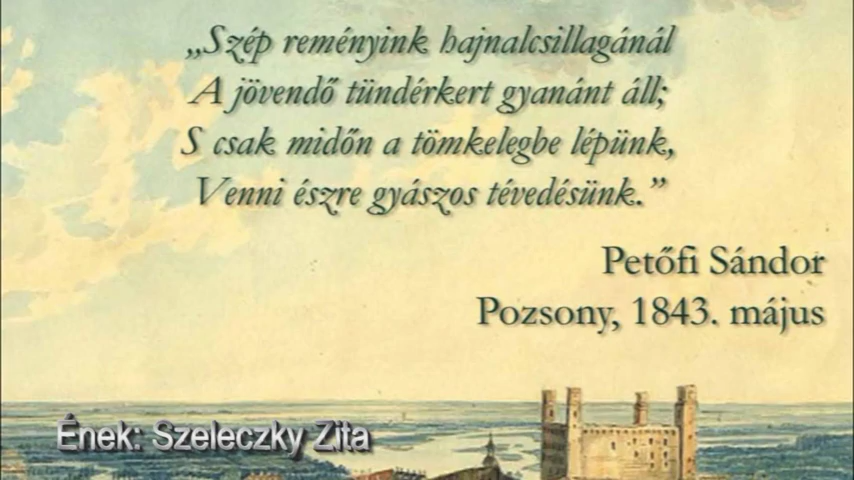 „Szép reményink hajnalcsillagánál
A jövendő tündérkert gyanánt áll;
S csak midőn a tömkelegbe lépünk,
Venni észre gyászos tévedésünk.”
Petőfi Sándor
Pozsony, 1843. május
Ének: Szeleczky Zita